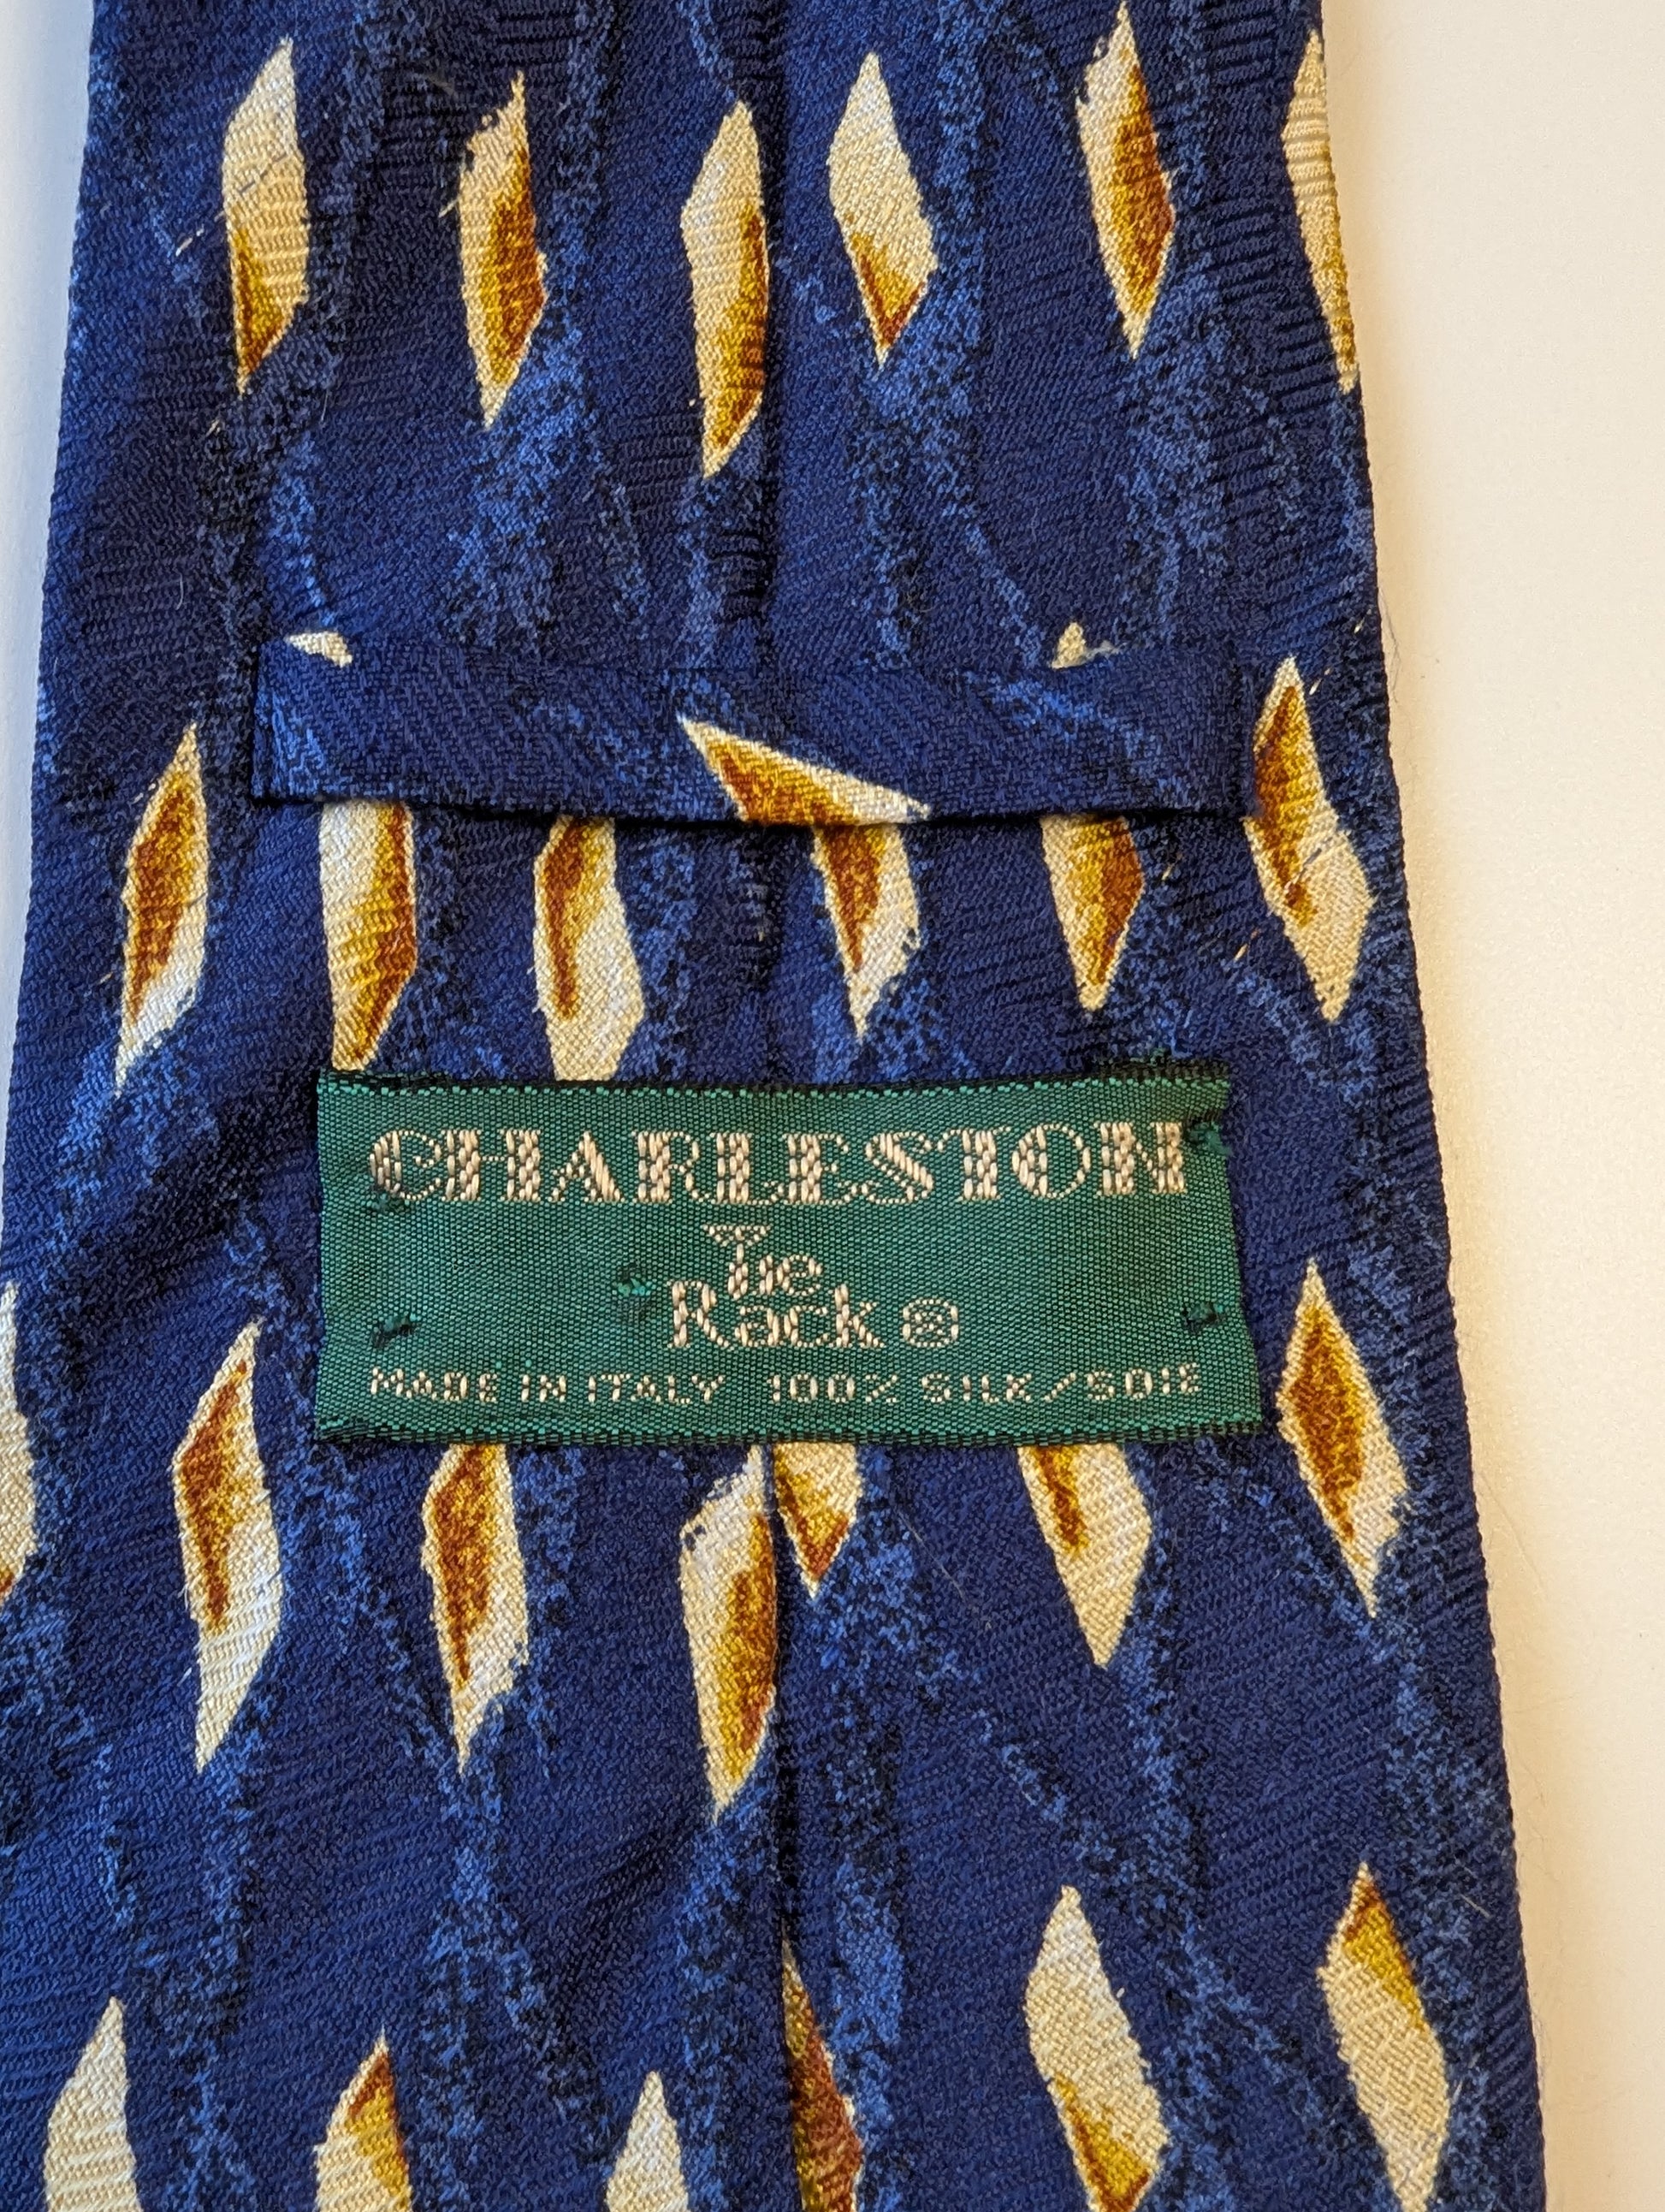 CHARLESTON
Tie
Rack ®
MADE IN ITALY 100% SILK/SOIE